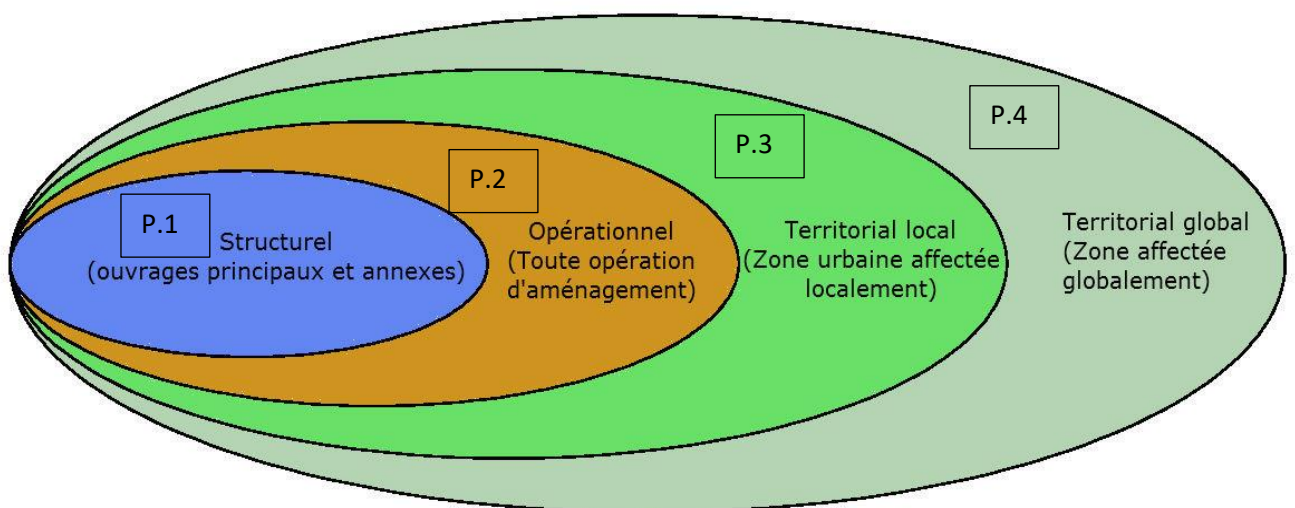 P.1
Structurel
(ouvrages principaux et annexes)
P.2
Opérationnel
(Toute opération
d'aménagement)
P.3
Territorial local
(Zone urbaine affectée
localement)
P.4
Territorial global
(Zone affectée
globalement)